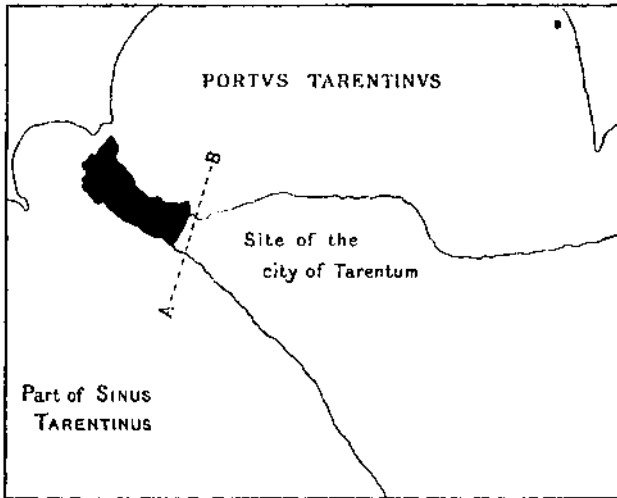 PORTVS TARENTINVS
B
Site of the
city of Tarentum
A
Part of SINUS
TARENTINUS